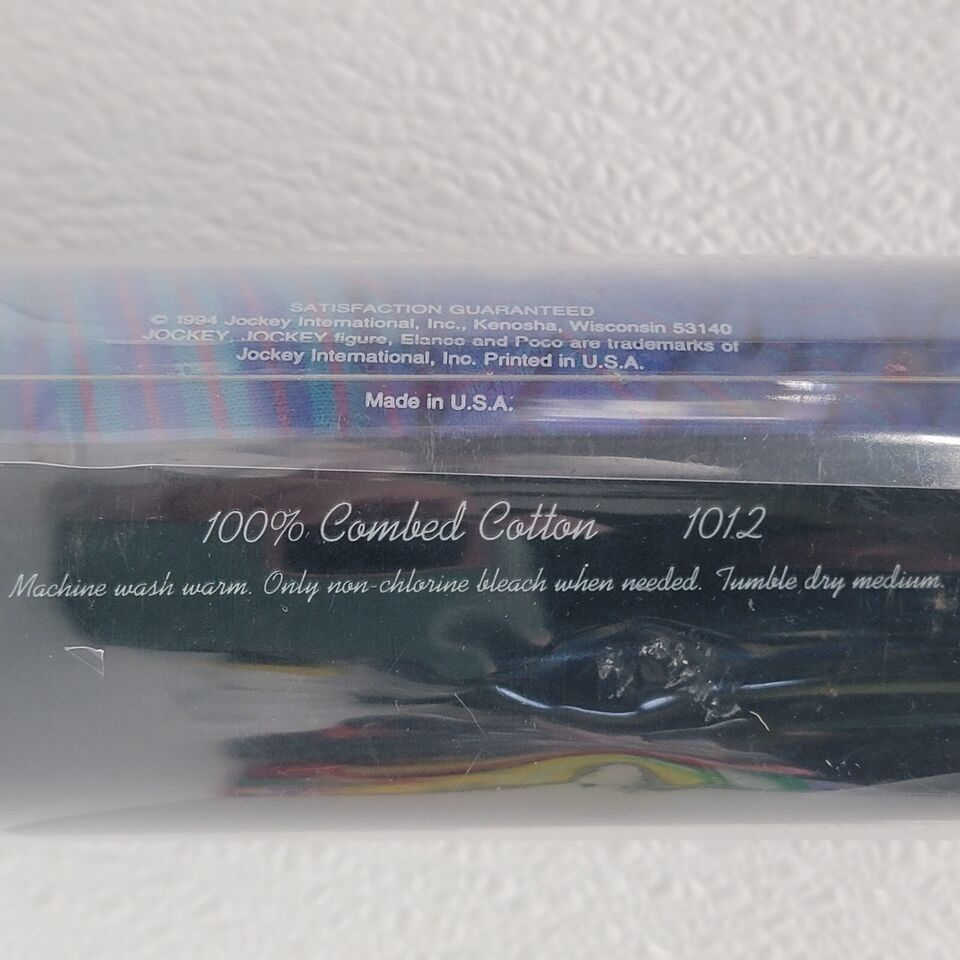 SATISFACTION GUARANTEED
© 1994 Jockey International, Inc., Kenosha, Wisconsin 53140
JOCKEY, JOCKEY figure, Elance and Poco are trademarks of
Jockey International, Inc. Printed in U.S.A.
Made in U.S.A.
100% Combed Cotton 1012
Machine wash warm. Only non-chlorine bleach when needed. Tumble dry medium.